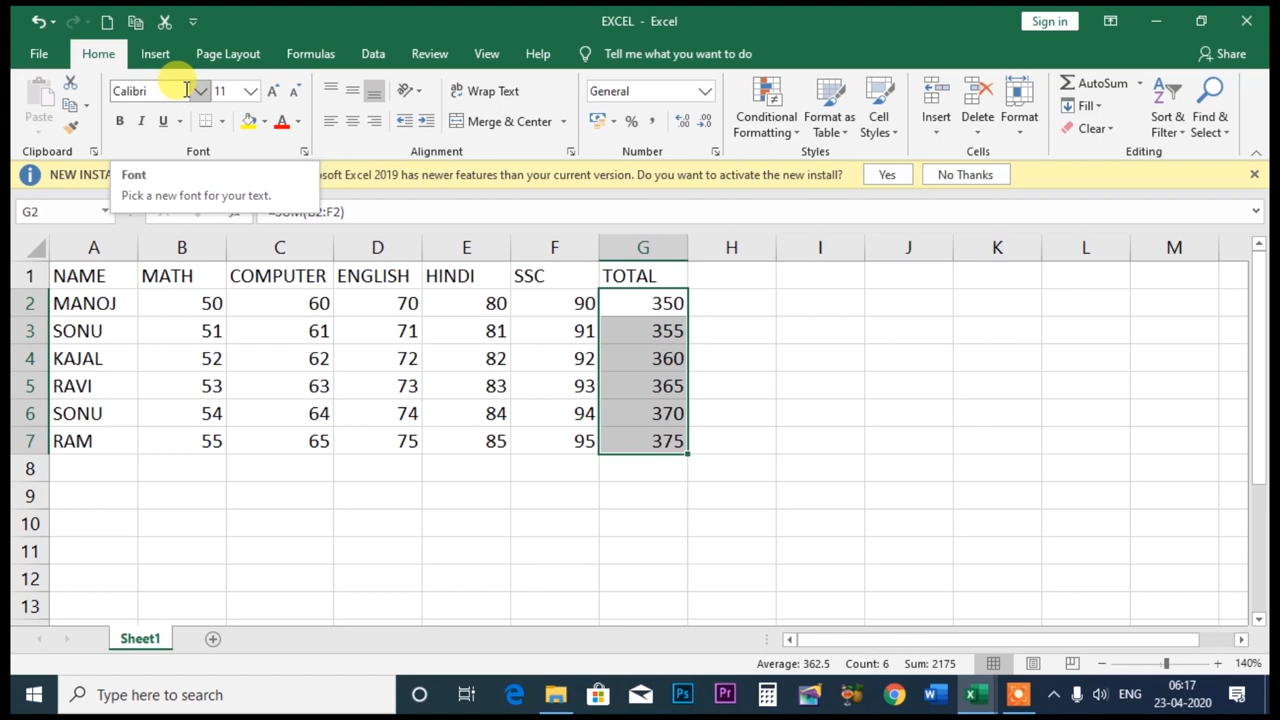 EXCEL - Excel
Sign in
File Home Insert Page Layout Formulas Data Review View Help Tell me what you want to do Share
Paste
Calibri 11
B I U A
Wrap Text
Merge & Center
General
% ,
Conditional Formatting
Format as Table
Cell Styles
Insert Delete Format
AutoSum
Fill
Clear
Sort & Filter
Find & Select
Clipboard Font Alignment Number Styles Cells Editing
NEW INSTA
osoft Excel 2019 has newer features than your current version. Do you want to activate the new install? Yes No Thanks
Font
Pick a new font for your text.
G2 =SUM(B2:F2)
A B C D E F G H I J K L M
1 NAME MATH COMPUTER ENGLISH HINDI SSC TOTAL
2 MANOJ 50 60 70 80 90 350
3 SONU 51 61 71 81 91 355
4 KAJAL 52 62 72 82 92 360
5 RAVI 53 63 73 83 93 365
6 SONU 54 64 74 84 94 370
7 RAM 55 65 75 85 95 375
8
9
10
11
12
13
Sheet1
Average: 362.5 Count: 6 Sum: 2175 140%
Type here to search
Ps Pr
ENG
06:17
23-04-2020